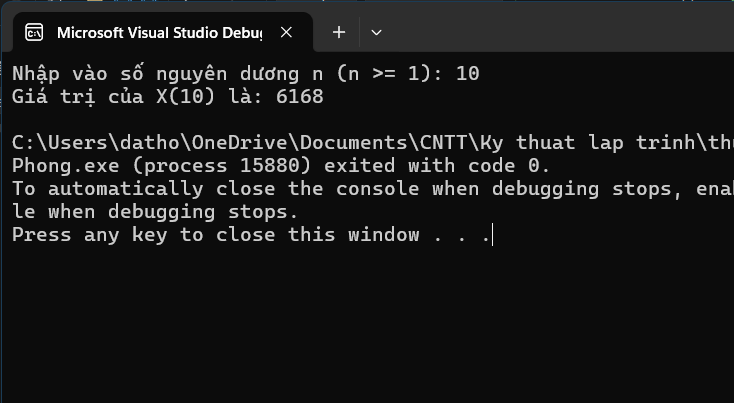 Microsoft Visual Studio Debug
Nhập vào số nguyên dương n (n >= 1): 10
Giá trị của X(10) là: 6168
C:\Users\datho\OneDrive\Documents\CNTT\Ky thuat lap trinh\thu
Phong.exe (process 15880) exited with code 0.
To automatically close the console when debugging stops, enab
le when debugging stops.
Press any key to close this window . . .